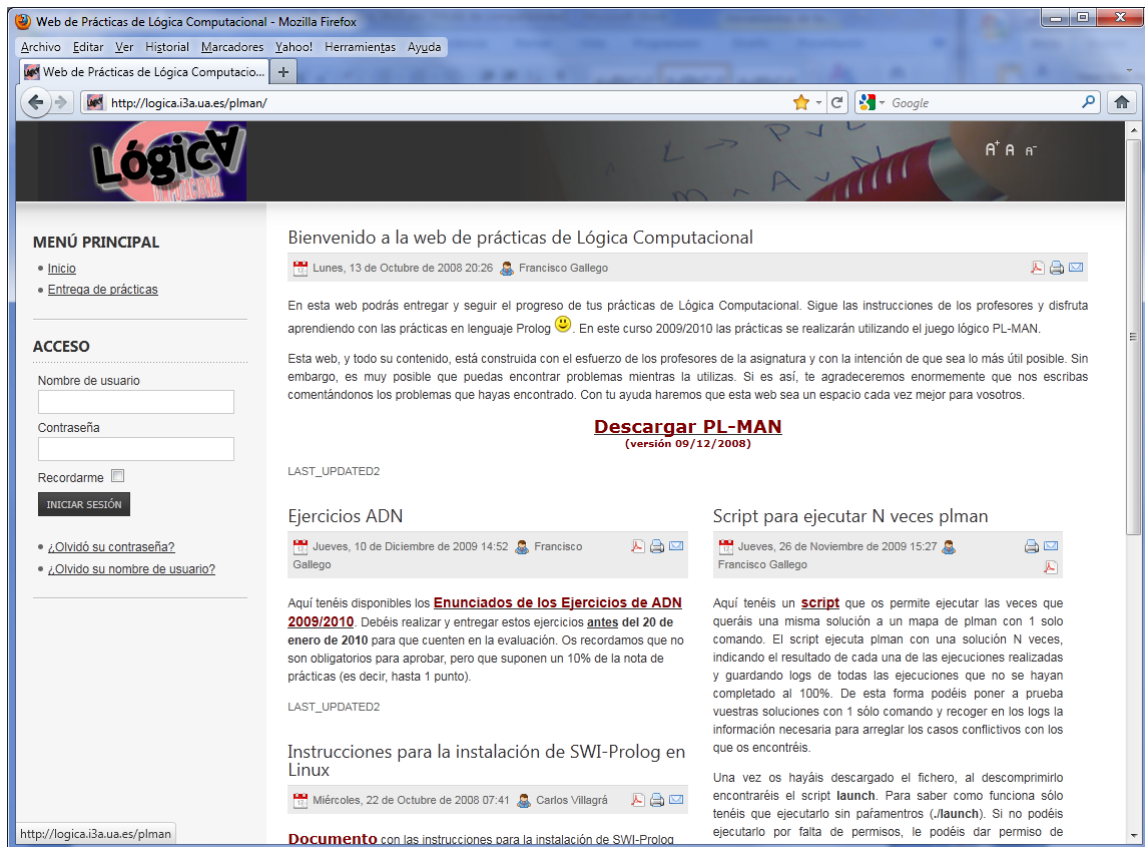 Web de Prácticas de Lógica Computacional - Mozilla Firefox
Archivo Editar Ver Historial Marcadores Yahoo! Herramientas Ayuda
Web de Prácticas de Lógica Computacio...
http://logica.i3a.ua.es/plman/
Google
LógicA
COMPUTACIONAL
A+ A A-
MENÚ PRINCIPAL
Inicio
Entrega de prácticas
ACCESO
Nombre de usuario
Contraseña
Recordarme
INICIAR SESIÓN
¿Olvidó su contraseña?
¿Olvido su nombre de usuario?
Bienvenido a la web de prácticas de Lógica Computacional
Lunes, 13 de Octubre de 2008 20:26 Francisco Gallego
En esta web podrás entregar y seguir el progreso de tus prácticas de Lógica Computacional. Sigue las instrucciones de los profesores y disfruta
aprendiendo con las prácticas en lenguaje Prolog . En este curso 2009/2010 las prácticas se realizarán utilizando el juego lógico PL-MAN.
Esta web, y todo su contenido, está construida con el esfuerzo de los profesores de la asignatura y con la intención de que sea lo más útil posible. Sin
embargo, es muy posible que puedas encontrar problemas mientras la utilizas. Si es así, te agradeceremos enormemente que nos escribas
comentándonos los problemas que hayas encontrado. Con tu ayuda haremos que esta web sea un espacio cada vez mejor para vosotros.
Descargar PL-MAN
(versión 09/12/2008)
LAST_UPDATED2
Ejercicios ADN
Jueves, 10 de Diciembre de 2009 14:52 Francisco
Gallego
Aquí tenéis disponibles los Enunciados de los Ejercicios de ADN
2009/2010. Debéis realizar y entregar estos ejercicios antes del 20 de
enero de 2010 para que cuenten en la evaluación. Os recordamos que no
son obligatorios para aprobar, pero que suponen un 10% de la nota de
prácticas (es decir, hasta 1 punto).
LAST_UPDATED2
Instrucciones para la instalación de SWI-Prolog en
Linux
Miércoles, 22 de Octubre de 2008 07:41 Carlos Villagrá
Documento con las instrucciones para la instalación de SWI-Prolog
Script para ejecutar N veces plman
Jueves, 26 de Noviembre de 2009 15:27
Francisco Gallego
Aquí tenéis un script que os permite ejecutar las veces que
queráis una misma solución a un mapa de plman con 1 solo
comando. El script ejecuta plman con una solución N veces,
indicando el resultado de cada una de las ejecuciones realizadas
y guardando logs de todas las ejecuciones que no se hayan
completado al 100%. De esta forma podéis poner a prueba
vuestras soluciones con 1 sólo comando y recoger en los logs la
información necesaria para arreglar los casos conflictivos con los
que os encontréis.
Una vez os hayáis descargado el fichero, al descomprimirlo
encontraréis el script launch. Para saber como funciona sólo
tenéis que ejecutarlo sin pařamentros (./launch). Si no podéis
ejecutarlo por falta de permisos, le podéis dar permiso de
http://logica.i3a.ua.es/plman